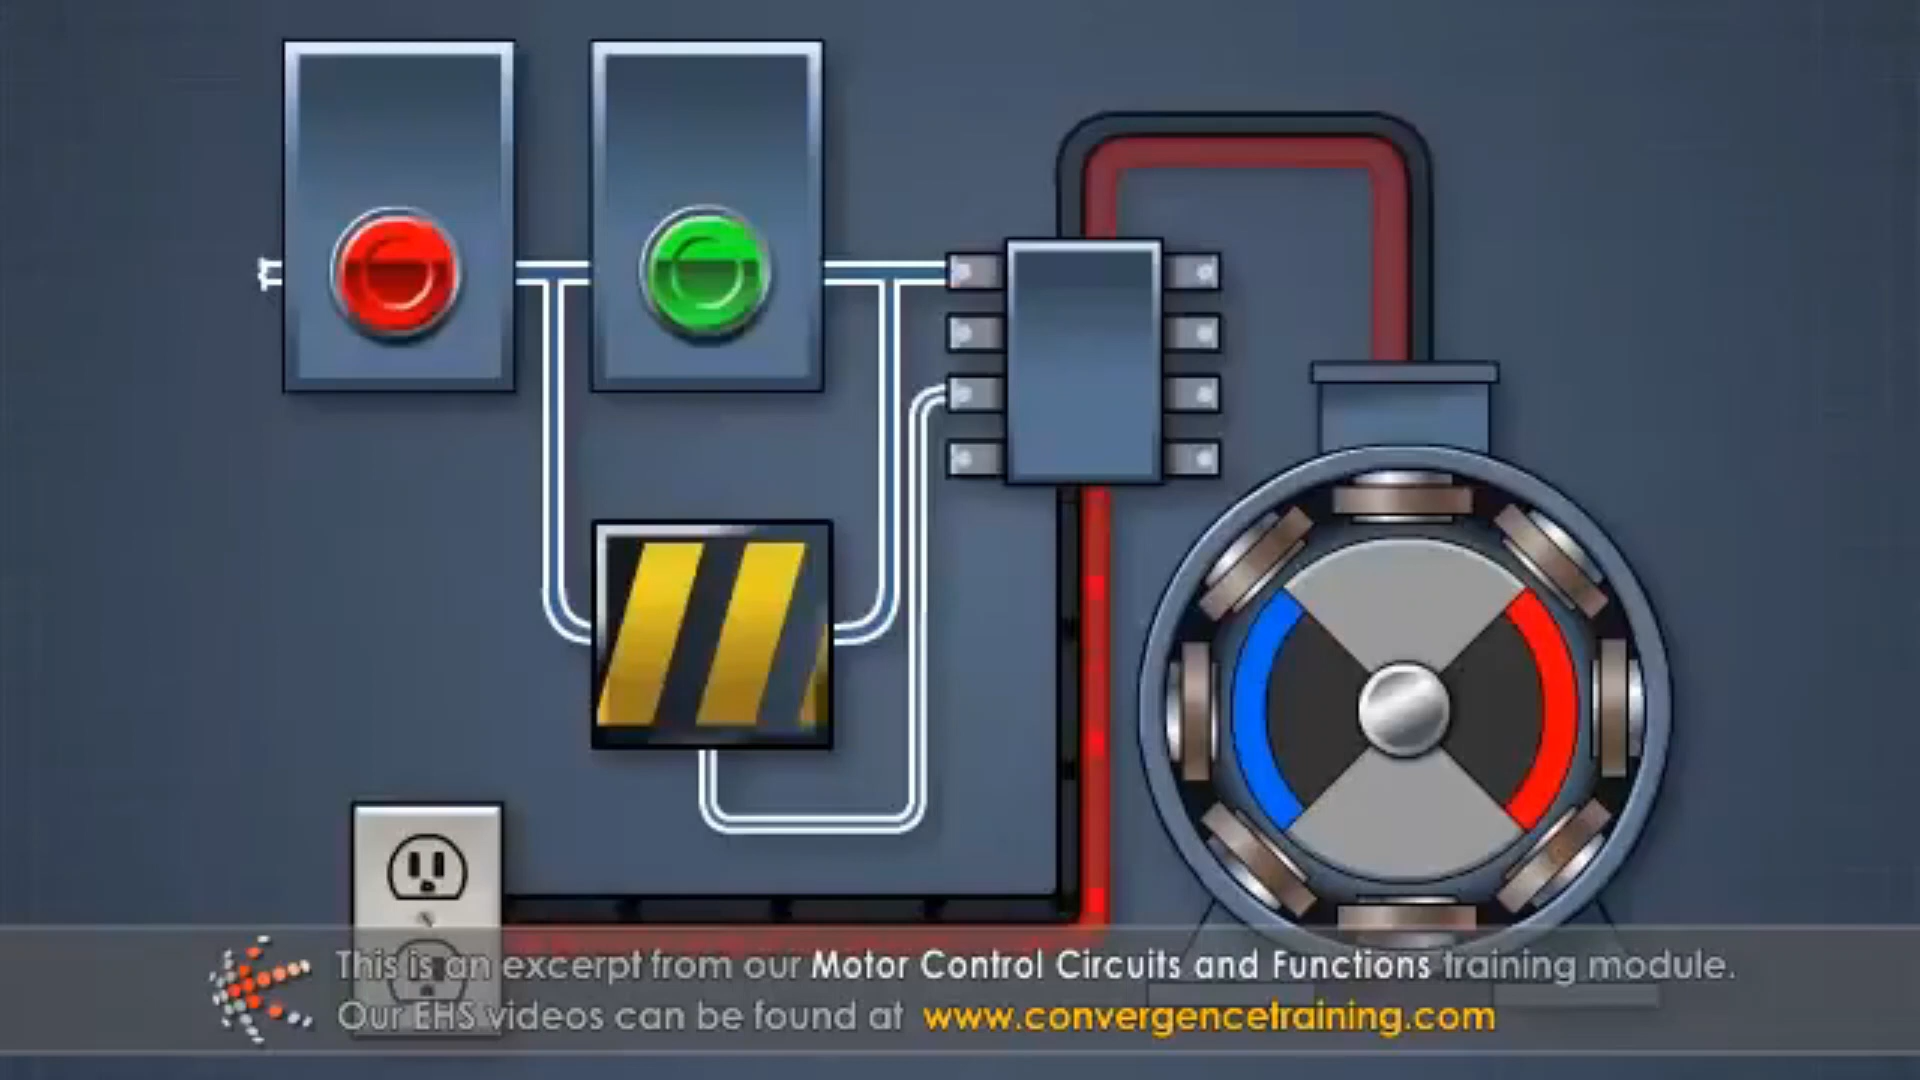 This is an excerpt from our Motor Control Circuits and Functions training module.
Our EHS videos can be found at www.convergencetraining.com